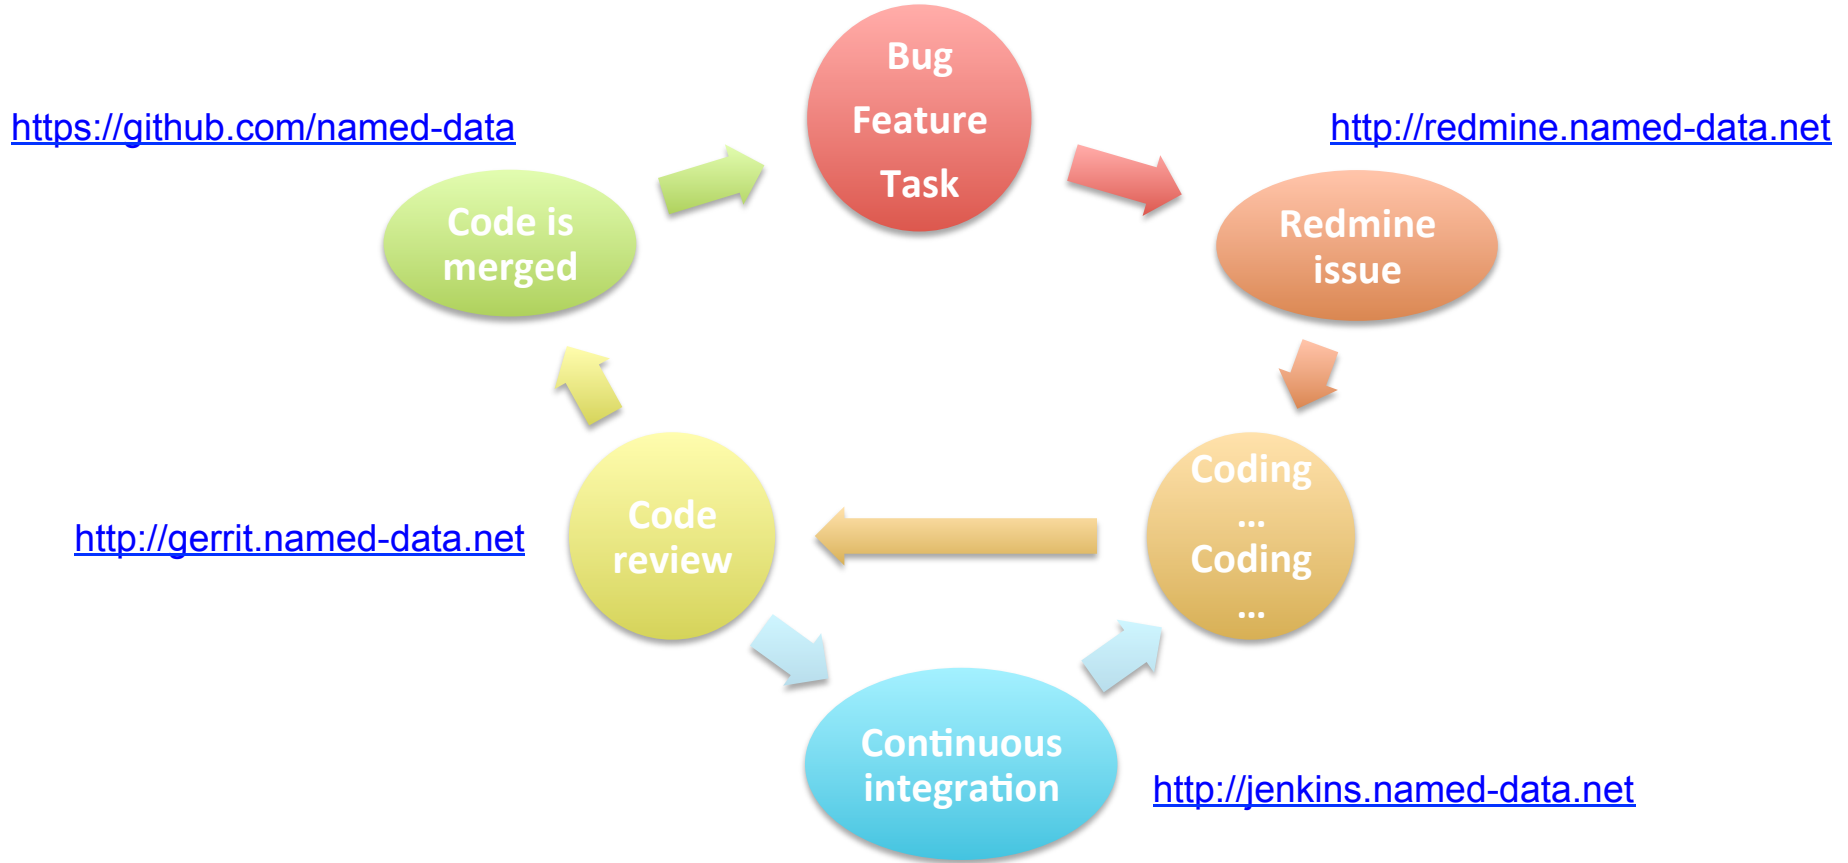 Bug
Feature
Task
https://github.com/named-data
http://redmine.named-data.net
Code is
merged
Redmine
issue
Coding
...
Coding
...
Code
review
http://gerrit.named-data.net
Continuous
integration
http://jenkins.named-data.net